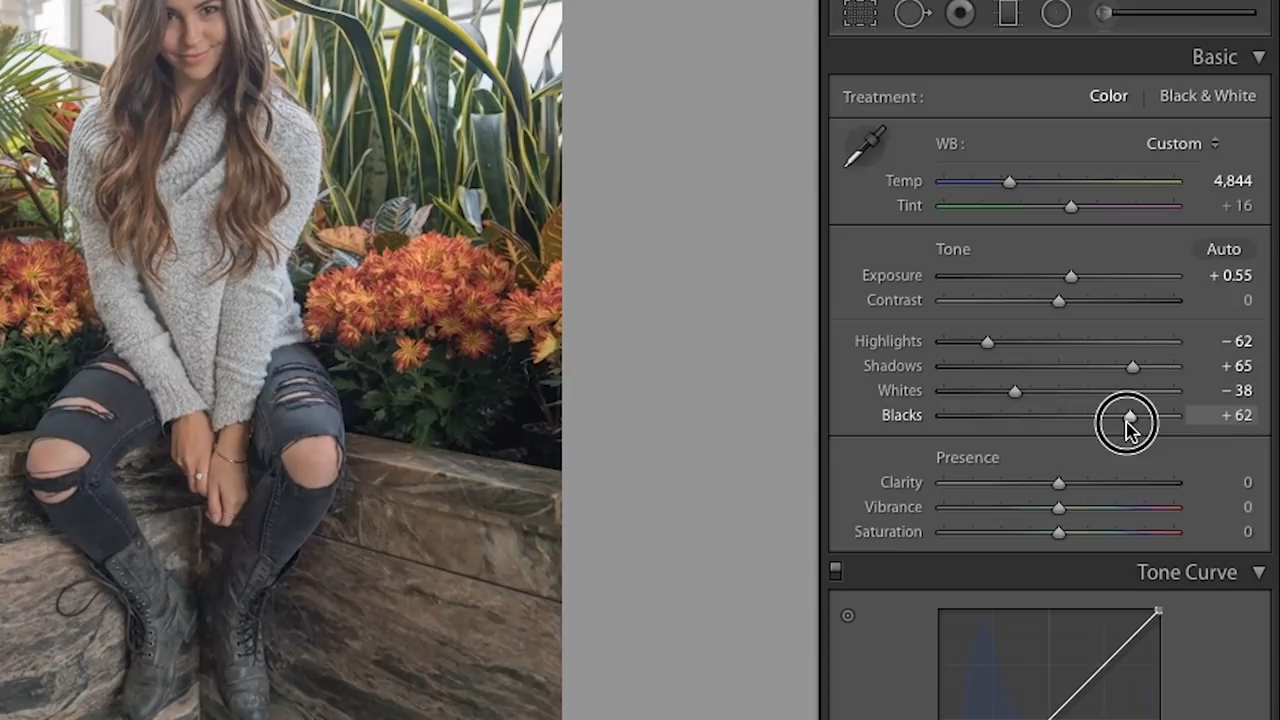 Basic
Treatment : Color Black & White
WB : Custom
Temp 4,844
Tint + 16
Tone Auto
Exposure + 0.55
Contrast 0
Highlights – 62
Shadows + 65
Whites – 38
Blacks + 62
Presence
Clarity 0
Vibrance 0
Saturation 0
Tone Curve